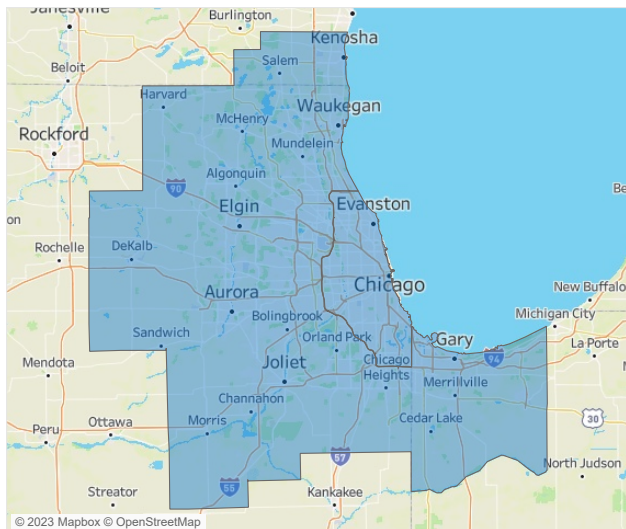 Janesville
Burlington
Kenosha
Salem
Beloit
Harvard
Waukegan
McHenry
Rockford
Mundelein
Algonquin
90
Elgin
Evanston
on
Be
Rochelle
DeKalb
Chicago
New Buffalo
Aurora
Michigan City
Bolingbrook
Sandwich
Orland Park
Gary
La Porte
Mendota
Joliet
Chicago
Heights
94
M
Merrillville
Channahon
Ottawa
Morris
Cedar Lake
30
Peru
57
North Judson
55
Streator
Kankakee
© 2023 Mapbox © OpenStreetMap